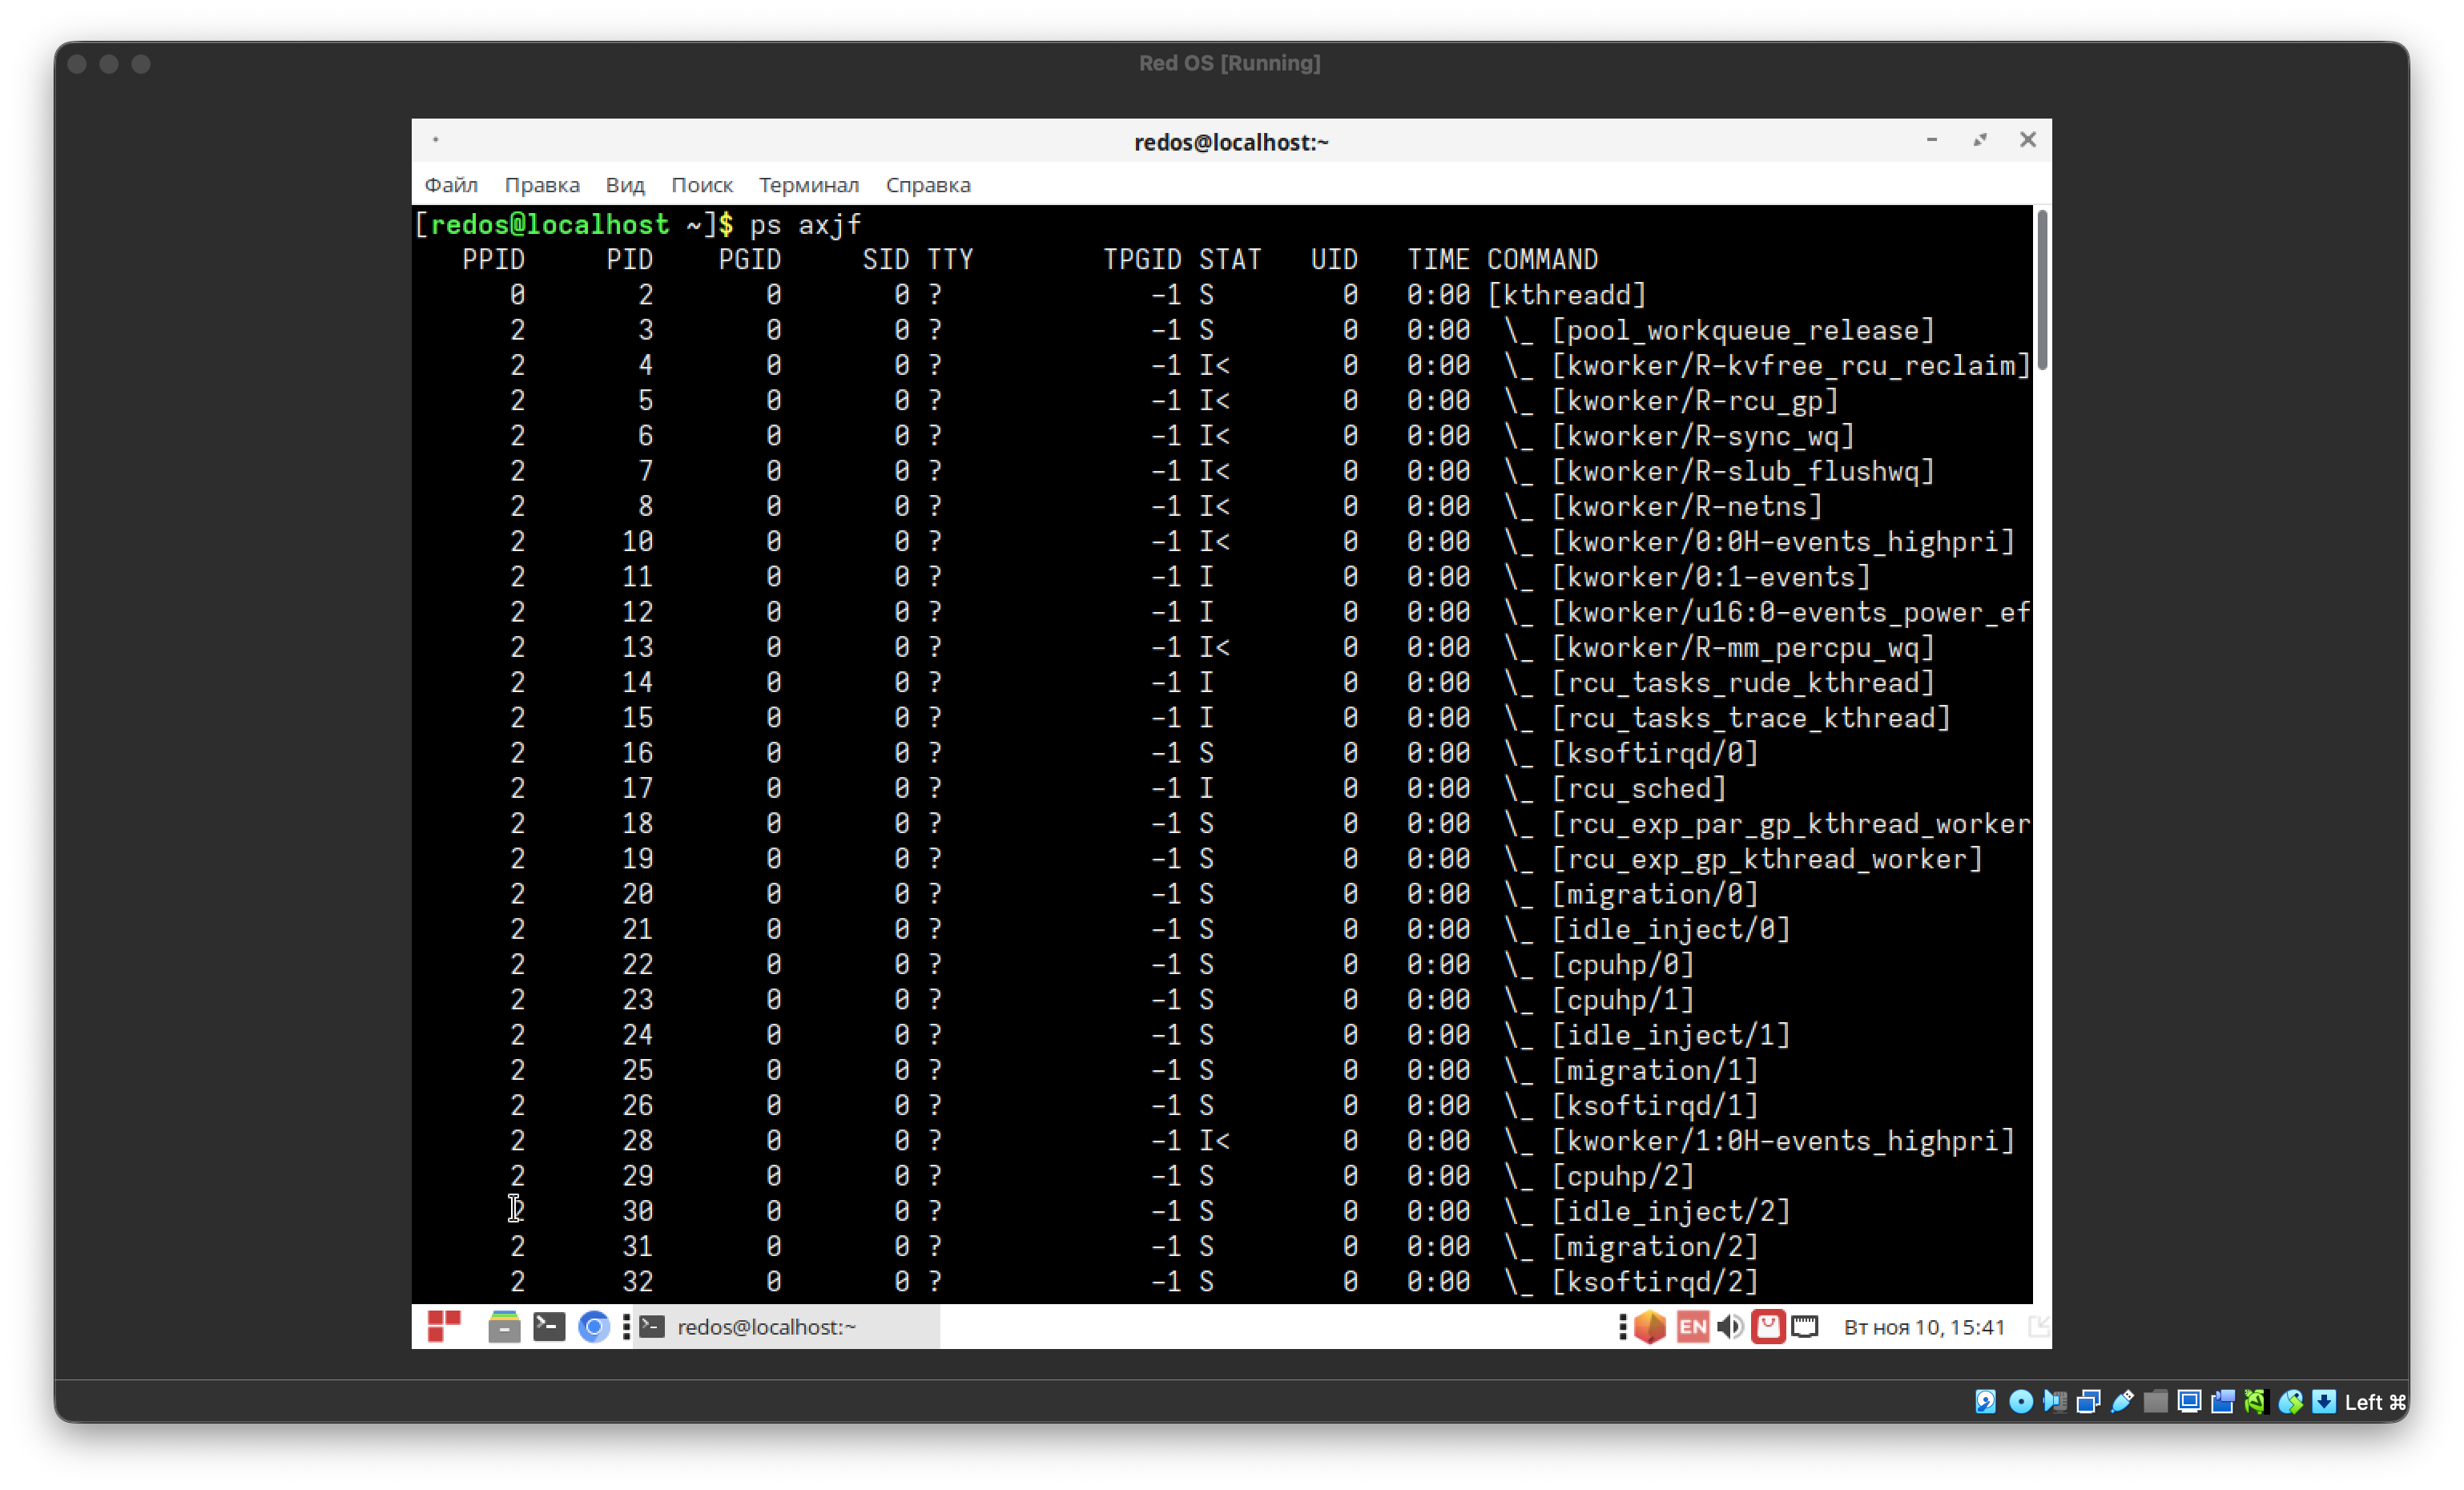 Red OS [Running]
redos@localhost:~
Файл Правка Вид Поиск Терминал Справка
[redos@localhost ~]$ ps axjf
PPID PID PGID SID TTY TPGID STAT UID TIME COMMAND
0 2 0 0 ? -1 S 0 0:00 [kthreadd]
2 3 0 0 ? -1 S 0 0:00 \_ [pool_workqueue_release]
2 4 0 0 ? -1 I< 0 0:00 \_ [kworker/R-kvfree_rcu_reclaim]
2 5 0 0 ? -1 I< 0 0:00 \_ [kworker/R-rcu_gp]
2 6 0 0 ? -1 I< 0 0:00 \_ [kworker/R-sync_wq]
2 7 0 0 ? -1 I< 0 0:00 \_ [kworker/R-slub_flushwq]
2 8 0 0 ? -1 I< 0 0:00 \_ [kworker/R-netns]
2 10 0 0 ? -1 I< 0 0:00 \_ [kworker/0:0H-events_highpri]
2 11 0 0 ? -1 I 0 0:00 \_ [kworker/0:1-events]
2 12 0 0 ? -1 I 0 0:00 \_ [kworker/u16:0-events_power_ef
2 13 0 0 ? -1 I< 0 0:00 \_ [kworker/R-mm_percpu_wq]
2 14 0 0 ? -1 I 0 0:00 \_ [rcu_tasks_rude_kthread]
2 15 0 0 ? -1 I 0 0:00 \_ [rcu_tasks_trace_kthread]
2 16 0 0 ? -1 S 0 0:00 \_ [ksoftirqd/0]
2 17 0 0 ? -1 I 0 0:00 \_ [rcu_sched]
2 18 0 0 ? -1 S 0 0:00 \_ [rcu_exp_par_gp_kthread_worker
2 19 0 0 ? -1 S 0 0:00 \_ [rcu_exp_gp_kthread_worker]
2 20 0 0 ? -1 S 0 0:00 \_ [migration/0]
2 21 0 0 ? -1 S 0 0:00 \_ [idle_inject/0]
2 22 0 0 ? -1 S 0 0:00 \_ [cpuhp/0]
2 23 0 0 ? -1 S 0 0:00 \_ [cpuhp/1]
2 24 0 0 ? -1 S 0 0:00 \_ [idle_inject/1]
2 25 0 0 ? -1 S 0 0:00 \_ [migration/1]
2 26 0 0 ? -1 S 0 0:00 \_ [ksoftirqd/1]
2 28 0 0 ? -1 I< 0 0:00 \_ [kworker/1:0H-events_highpri]
2 29 0 0 ? -1 S 0 0:00 \_ [cpuhp/2]
2 30 0 0 ? -1 S 0 0:00 \_ [idle_inject/2]
2 31 0 0 ? -1 S 0 0:00 \_ [migration/2]
2 32 0 0 ? -1 S 0 0:00 \_ [ksoftirqd/2]
redos@localhost:~ EN Вт ноя 10, 15:41
Left ⌘